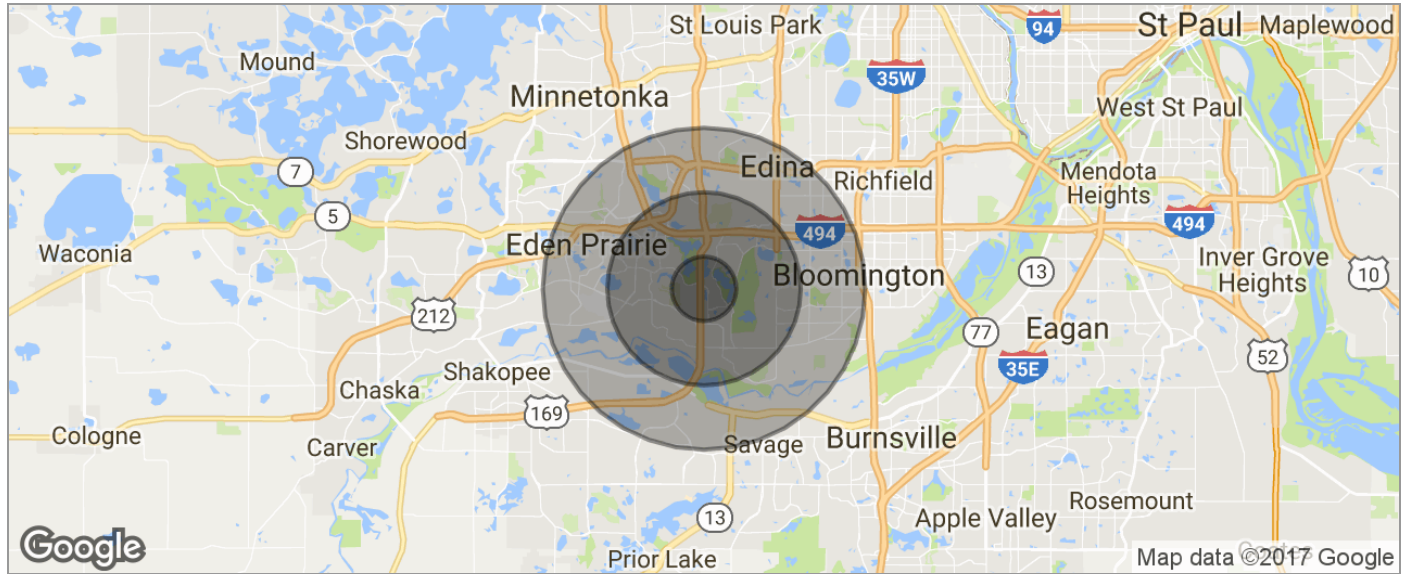 St Louis Park
94
St Paul
Maplewood
Mound
35W
Minnetonka
West St Paul
Shorewood
7
Edina
Richfield
Mendota
Heights
5
494
494
Waconia
Eden Prairie
Bloomington
13
Inver Grove
Heights
10
212
77
Eagan
52
35E
Shakopee
Chaska
169
Cologne
Carver
Savage
Burnsville
Rosemount
13
Apple Valley
Google
Prior Lake
Map data ©2017 Google